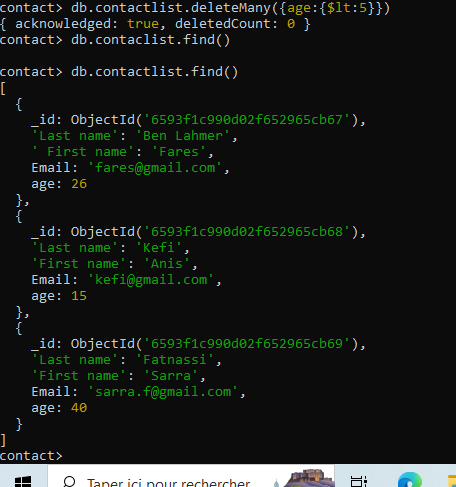 contact> db.contactlist.deleteMany({age:{$lt:5}})
{ acknowledged: true, deletedCount: 0 }
contact> db.contaclist.find()
contact> db.contactlist.find()
[
  {
    _id: ObjectId('6593f1c990d02f652965cb67'),
    'Last name': 'Ben Lahmer',
    ' First name': 'Fares',
    Email: 'fares@gmail.com',
    age: 26
  },
  {
    _id: ObjectId('6593f1c990d02f652965cb68'),
    'Last name': 'Kefi',
    'First name': 'Anis',
    Email: 'kefi@gmail.com',
    age: 15
  },
  {
    _id: ObjectId('6593f1c990d02f652965cb69'),
    'Last name': 'Fatnassi',
    'First name': 'Sarra',
    Email: 'sarra.f@gmail.com',
    age: 40
  }
]
contact>
Taper ici pour rechercher